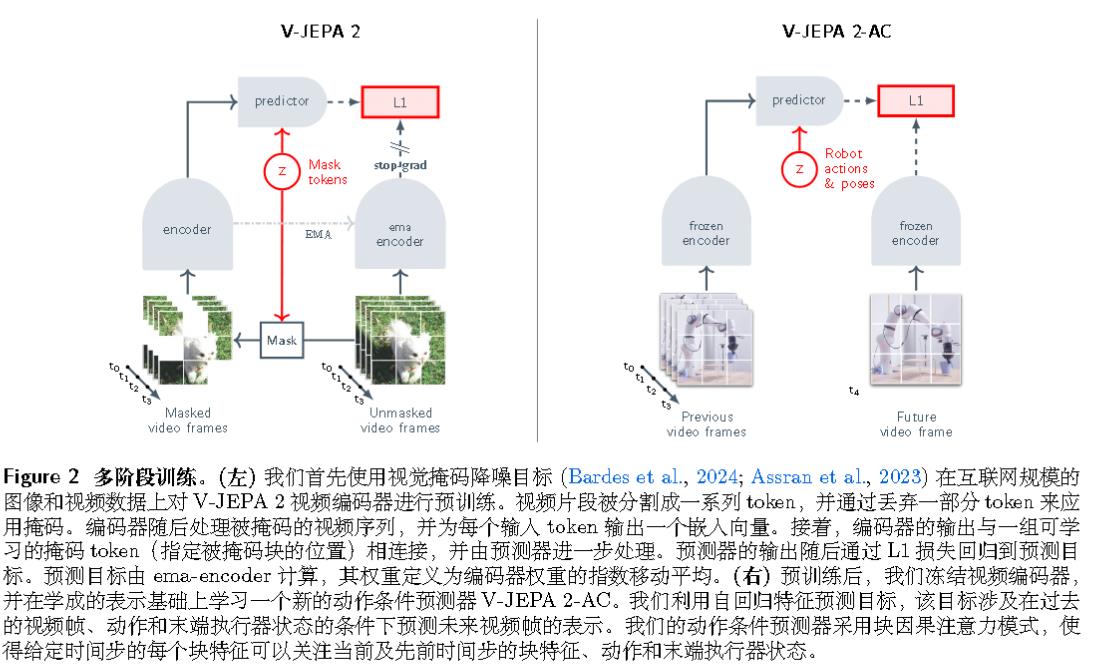 V-JEPA 2
predictor
L1
stop-grad
z
Mask
tokens
encoder
EMA
ema
encoder
Mask
t0
t1
t2
t3
Masked
video frames
t0
t1
t2
t3
Unmasked
video frames
V-JEPA 2-AC
predictor
L1
z
Robot
actions
& poses
frozen
encoder
frozen
encoder
t0
t1
t2
t3
Previous
video frames
t4
Future
video frame
Figure 2 多阶段训练。(左) 我们首先使用视觉掩码降噪目标 (Bardes et al., 2024; Assran et al., 2023) 在互联网规模的
图像和视频数据上对 V-JEPA 2 视频编码器进行预训练。视频片段被分割成一系列 token，并通过丢弃一部分 token 来应
用掩码。编码器随后处理被掩码的视频序列，并为每个输入 token 输出一个嵌入向量。接着，编码器的输出与一组可学
习的掩码 token（指定被掩码块的位置）相连接，并由预测器进一步处理。预测器的输出随后通过 L1 损失回归到预测目
标。预测目标由 ema-encoder 计算，其权重定义为编码器权重的指数移动平均。(右) 预训练后，我们冻结视频编码器，
并在学成的表示基础上学习一个新的动作条件预测器 V-JEPA 2-AC。我们利用自回归特征预测目标，该目标涉及在过去
的视频帧、动作和末端执行器状态的条件下预测未来视频帧的表示。我们的动作条件预测器采用块因果注意力模式，使
得给定时间步的每个块特征可以关注当前及先前时间步的块特征、动作和末端执行器状态。